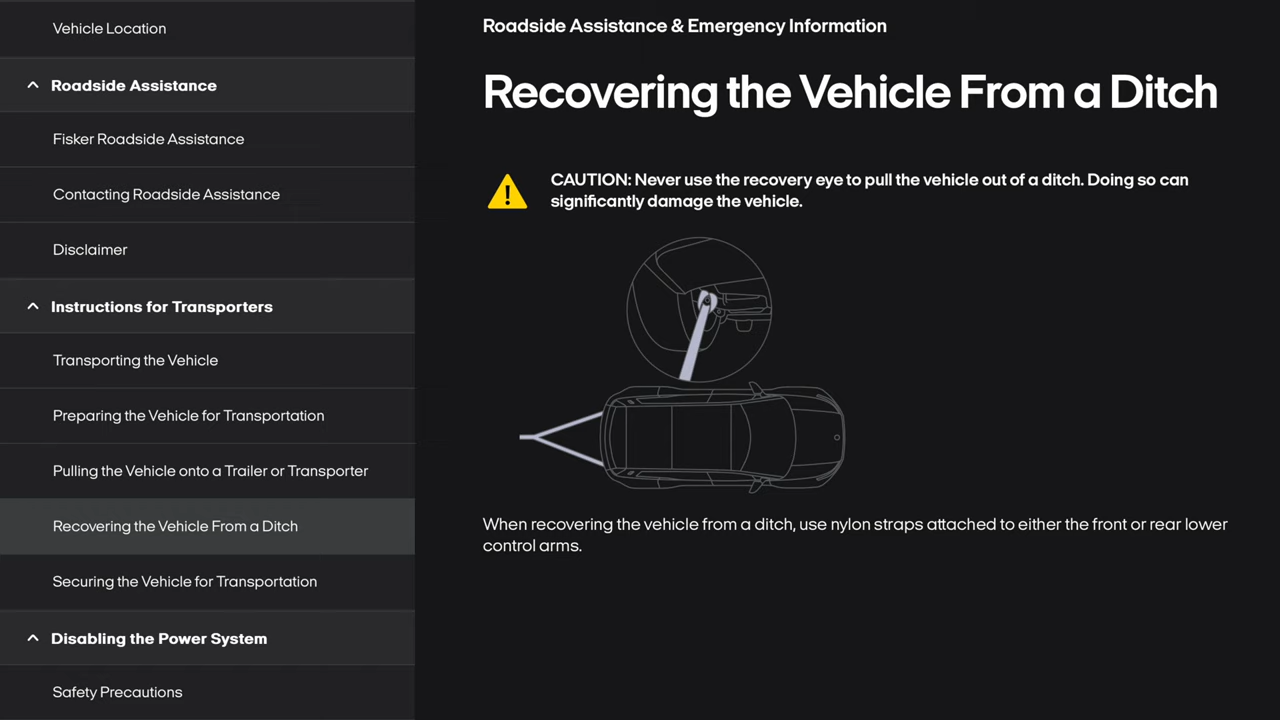 Vehicle Location
Roadside Assistance
Fisker Roadside Assistance
Contacting Roadside Assistance
Disclaimer
Instructions for Transporters
Transporting the Vehicle
Preparing the Vehicle for Transportation
Pulling the Vehicle onto a Trailer or Transporter
Recovering the Vehicle From a Ditch
Securing the Vehicle for Transportation
Disabling the Power System
Safety Precautions
Roadside Assistance & Emergency Information
Recovering the Vehicle From a Ditch
CAUTION: Never use the recovery eye to pull the vehicle out of a ditch. Doing so can
significantly damage the vehicle.
When recovering the vehicle from a ditch, use nylon straps attached to either the front or rear lower
control arms.